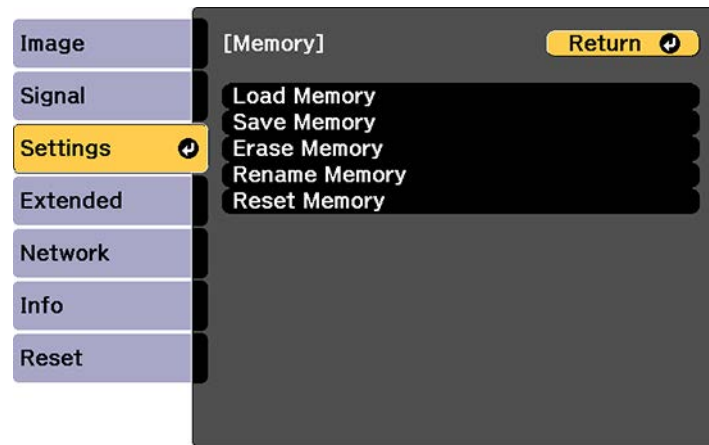 Image
Signal
Settings
Extended
Network
Info
Reset
[Memory]
Return
Load Memory
Save Memory
Erase Memory
Rename Memory
Reset Memory